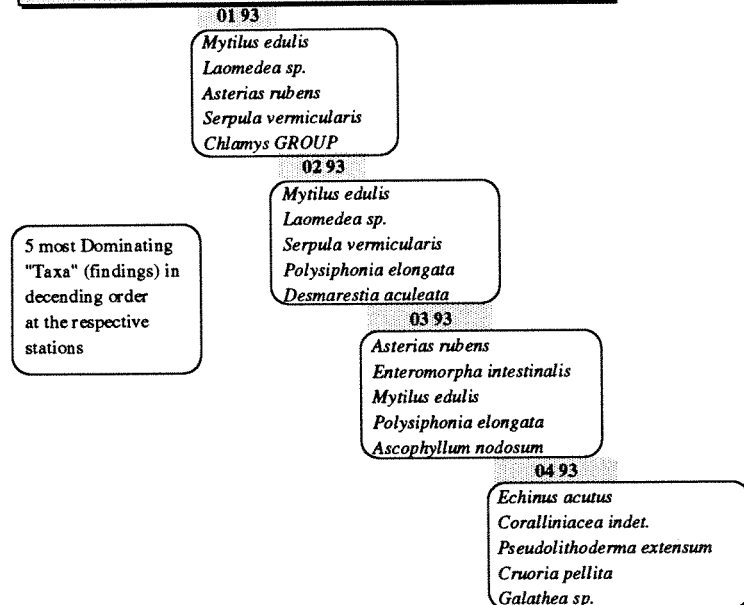 01 93
Mytilus edulis
Laomedea sp.
Asterias rubens
Serpula vermicularis
Chlamys GROUP
02 93
Mytilus edulis
Laomedea sp.
Serpula vermicularis
Polysiphonia elongata
Desmarestia aculeata
5 most Dominating
"Taxa" (findings) in
decending order
at the respective
stations
03 93
Asterias rubens
Enteromorpha intestinalis
Mytilus edulis
Polysiphonia elongata
Ascophyllum nodosum
04 93
Echinus acutus
Coralliniacea indet.
Pseudolithoderma extensum
Cruoria pellita
Galathea sp.